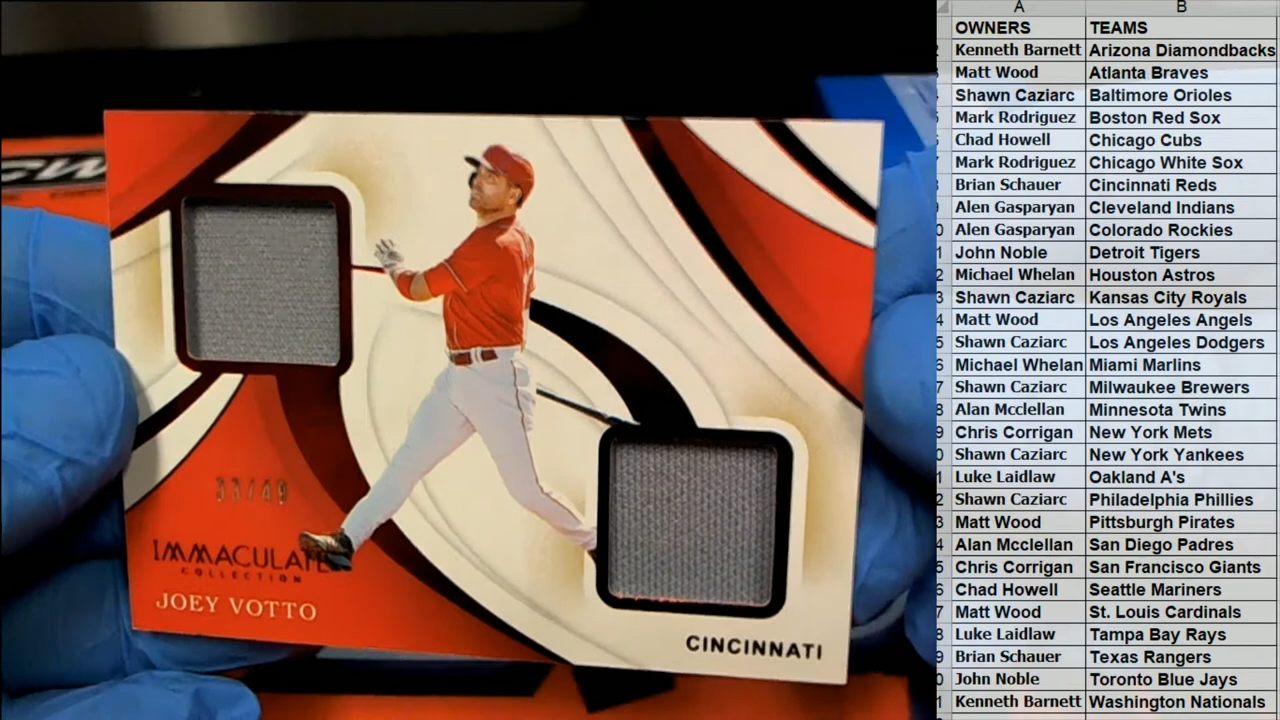 IMMACULATE
COLLECTION
JOEY VOTTO
CINCINNATI
A B
OWNERS TEAMS
Kenneth Barnett Arizona Diamondbacks
Matt Wood Atlanta Braves
Shawn Caziarc Baltimore Orioles
Mark Rodriguez Boston Red Sox
Chad Howell Chicago Cubs
Mark Rodriguez Chicago White Sox
Brian Schauer Cincinnati Reds
Alen Gasparyan Cleveland Indians
Alen Gasparyan Colorado Rockies
John Noble Detroit Tigers
Michael Whelan Houston Astros
Shawn Caziarc Kansas City Royals
Matt Wood Los Angeles Angels
Shawn Caziarc Los Angeles Dodgers
Michael Whelan Miami Marlins
Shawn Caziarc Milwaukee Brewers
Alan Mcclellan Minnesota Twins
Chris Corrigan New York Mets
Shawn Caziarc New York Yankees
Luke Laidlaw Oakland A's
Shawn Caziarc Philadelphia Phillies
Matt Wood Pittsburgh Pirates
Alan Mcclellan San Diego Padres
Chris Corrigan San Francisco Giants
Chad Howell Seattle Mariners
Matt Wood St. Louis Cardinals
Luke Laidlaw Tampa Bay Rays
Brian Schauer Texas Rangers
John Noble Toronto Blue Jays
Kenneth Barnett Washington Nationals